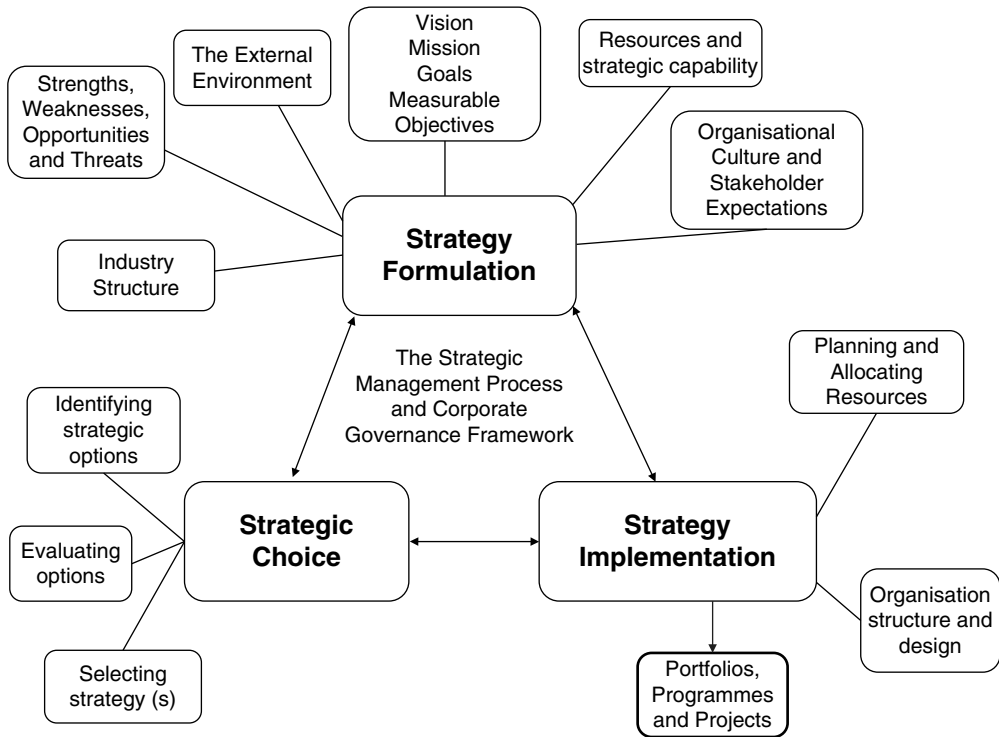 Vision
Mission
Goals
Measurable
Objectives
The External
Environment
Resources and
strategic capability
Strengths,
Weaknesses,
Opportunities
and Threats
Organisational
Culture and
Stakeholder
Expectations
Strategy
Formulation
Industry
Structure
The Strategic
Management Process
and Corporate
Governance Framework
Planning and
Allocating
Resources
Identifying
strategic
options
Strategic
Choice
Strategy
Implementation
Evaluating
options
Organisation
structure and
design
Selecting
strategy (s)
Portfolios,
Programmes
and Projects